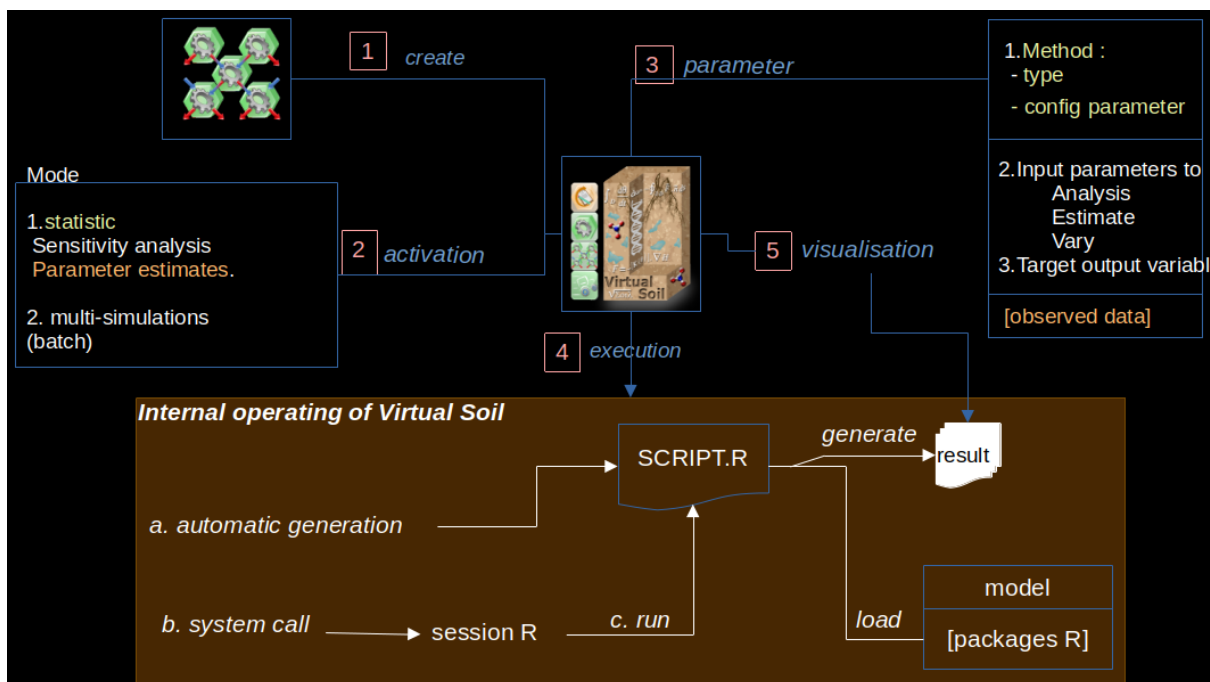 1 create
3 parameter
1.Method :
- type
- config parameter
Mode
1.statistic
Sensitivity analysis
Parameter estimates.
2. multi-simulations
(batch)
2 activation
Virtual
Soil
5 visualisation
2.Input parameters to
Analysis
Estimate
Vary
3.Target output variabl
[observed data]
4 execution
Internal operating of Virtual Soil
SCRIPT.R
generate
result
a. automatic generation
b. system call
session R
c. run
load
model
[packages R]